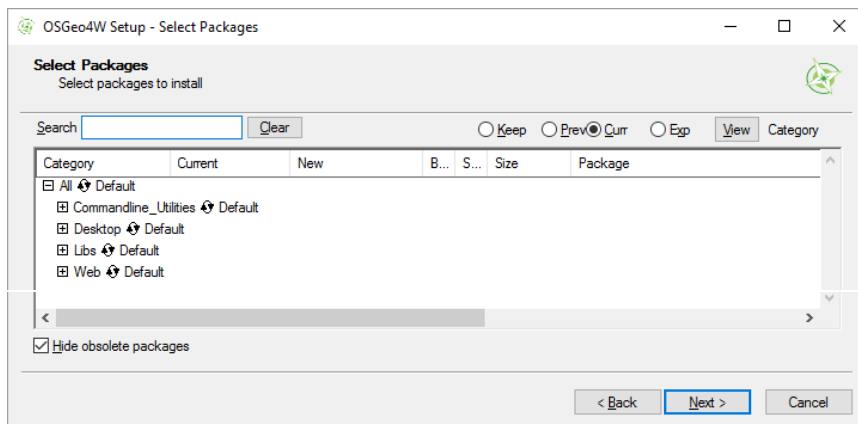 OSGeo4W Setup - Select Packages
Select Packages
Select packages to install
Search Clear Keep Prev Curr Exp View Category
Category Current New B... S... Size Package
All Default
Commandline_Utilities Default
Desktop Default
Libs Default
Web Default
Hide obsolete packages
< Back Next > Cancel